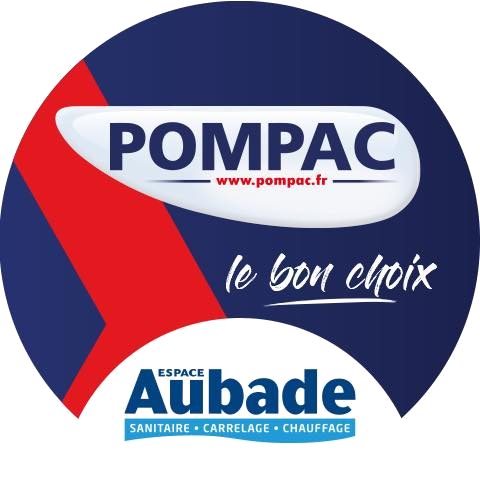 POMPAC
www.pompac.fr
le bon choix
ESPACE
Aubade
SANITAIRE • CARRELAGE • CHAUFFAGE